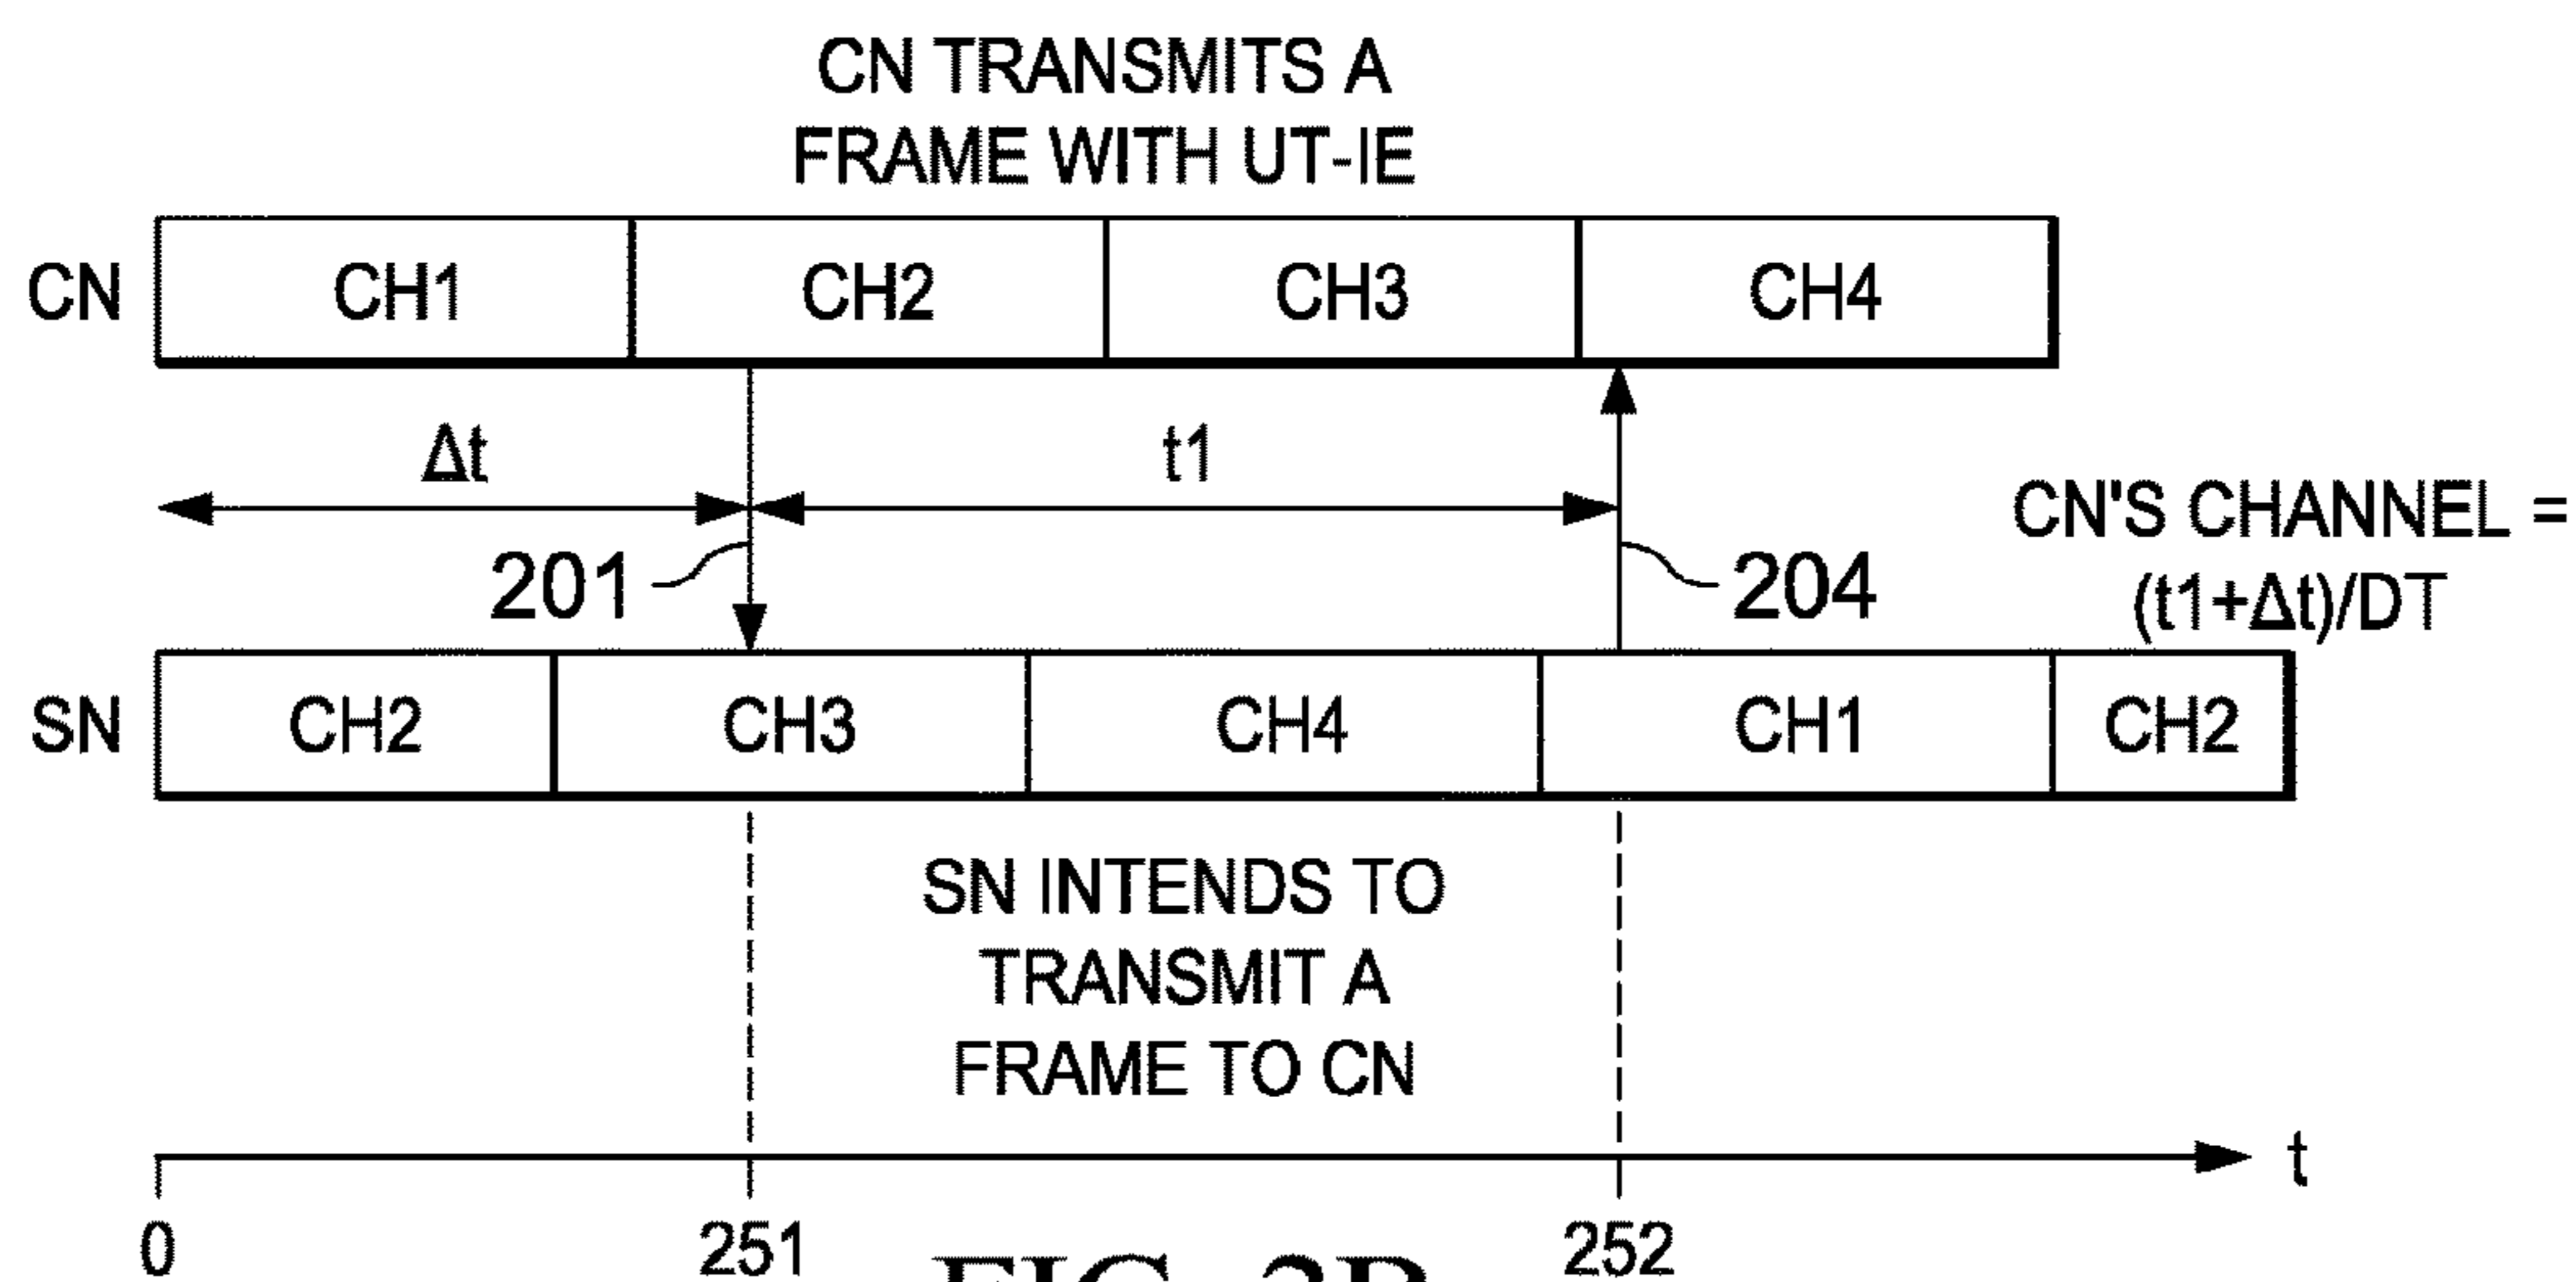 CN TRANSMITS A
FRAME WITH UT-IE
CN CH1 CH2 CH3 CH4
Δt t1
CN'S CHANNEL =
(t1+Δt)/DT
201 204
SN CH2 CH3 CH4 CH1 CH2
SN INTENDS TO
TRANSMIT A
FRAME TO CN
t
0 251 252